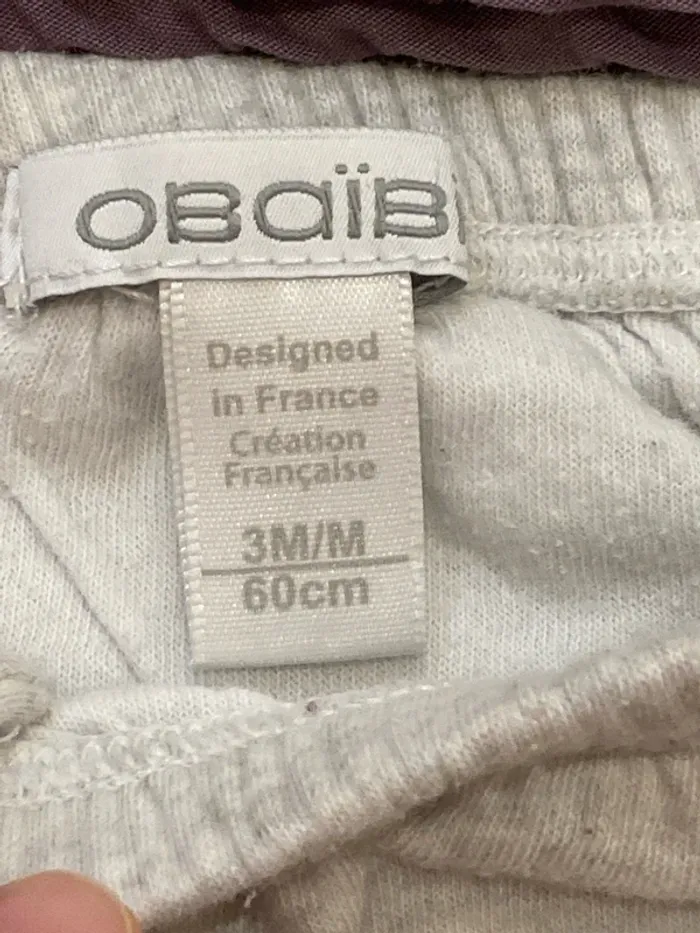 OBAÏBI
Designed
in France
Création
Française
3M/M
60cm